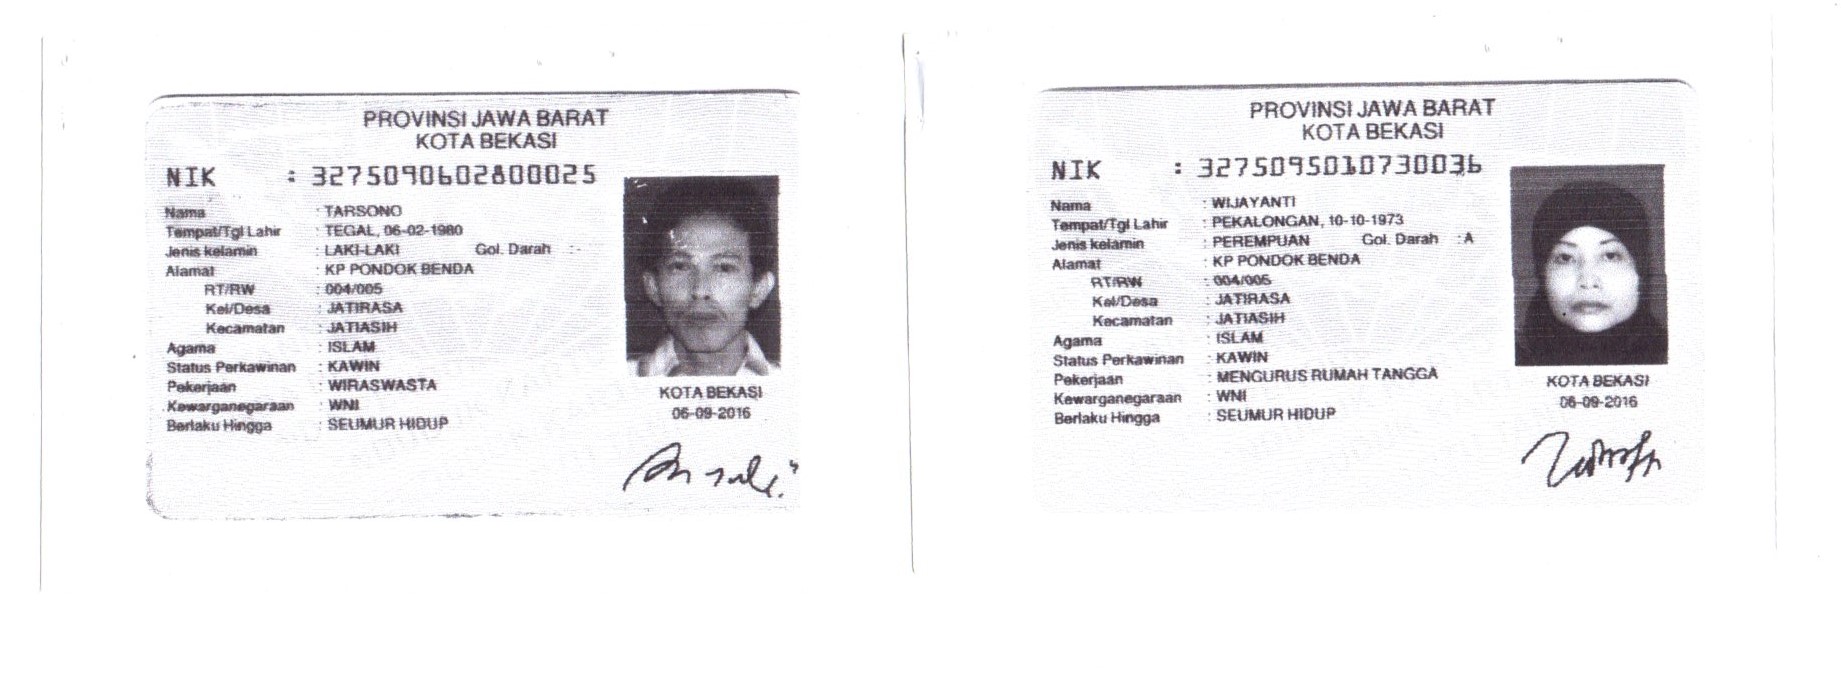 PROVINSI JAWA BARAT
KOTA BEKASI
NIK : 3275090602800025
Nama : TARSONO
Tempat/Tgl Lahir : TEGAL, 06-02-1980
Jenis kelamin : LAKI-LAKI Gol. Darah : -
Alamat : KP PONDOK BENDA
RT/RW : 004/005
Kel/Desa : JATIRASA
Kecamatan : JATIASIH
Agama : ISLAM
Status Perkawinan : KAWIN
Pekerjaan : WIRASWASTA
Kewarganegaraan : WNI
Berlaku Hingga : SEUMUR HIDUP
KOTA BEKASI
06-09-2016
PROVINSI JAWA BARAT
KOTA BEKASI
NIK : 3275095010730036
Nama : WIJAYANTI
Tempat/Tgl Lahir : PEKALONGAN, 10-10-1973
Jenis kelamin : PEREMPUAN Gol. Darah : A
Alamat : KP PONDOK BENDA
RT/RW : 004/005
Kel/Desa : JATIRASA
Kecamatan : JATIASIH
Agama : ISLAM
Status Perkawinan : KAWIN
Pekerjaan : MENGURUS RUMAH TANGGA
Kewarganegaraan : WNI
Berlaku Hingga : SEUMUR HIDUP
KOTA BEKASI
06-09-2016